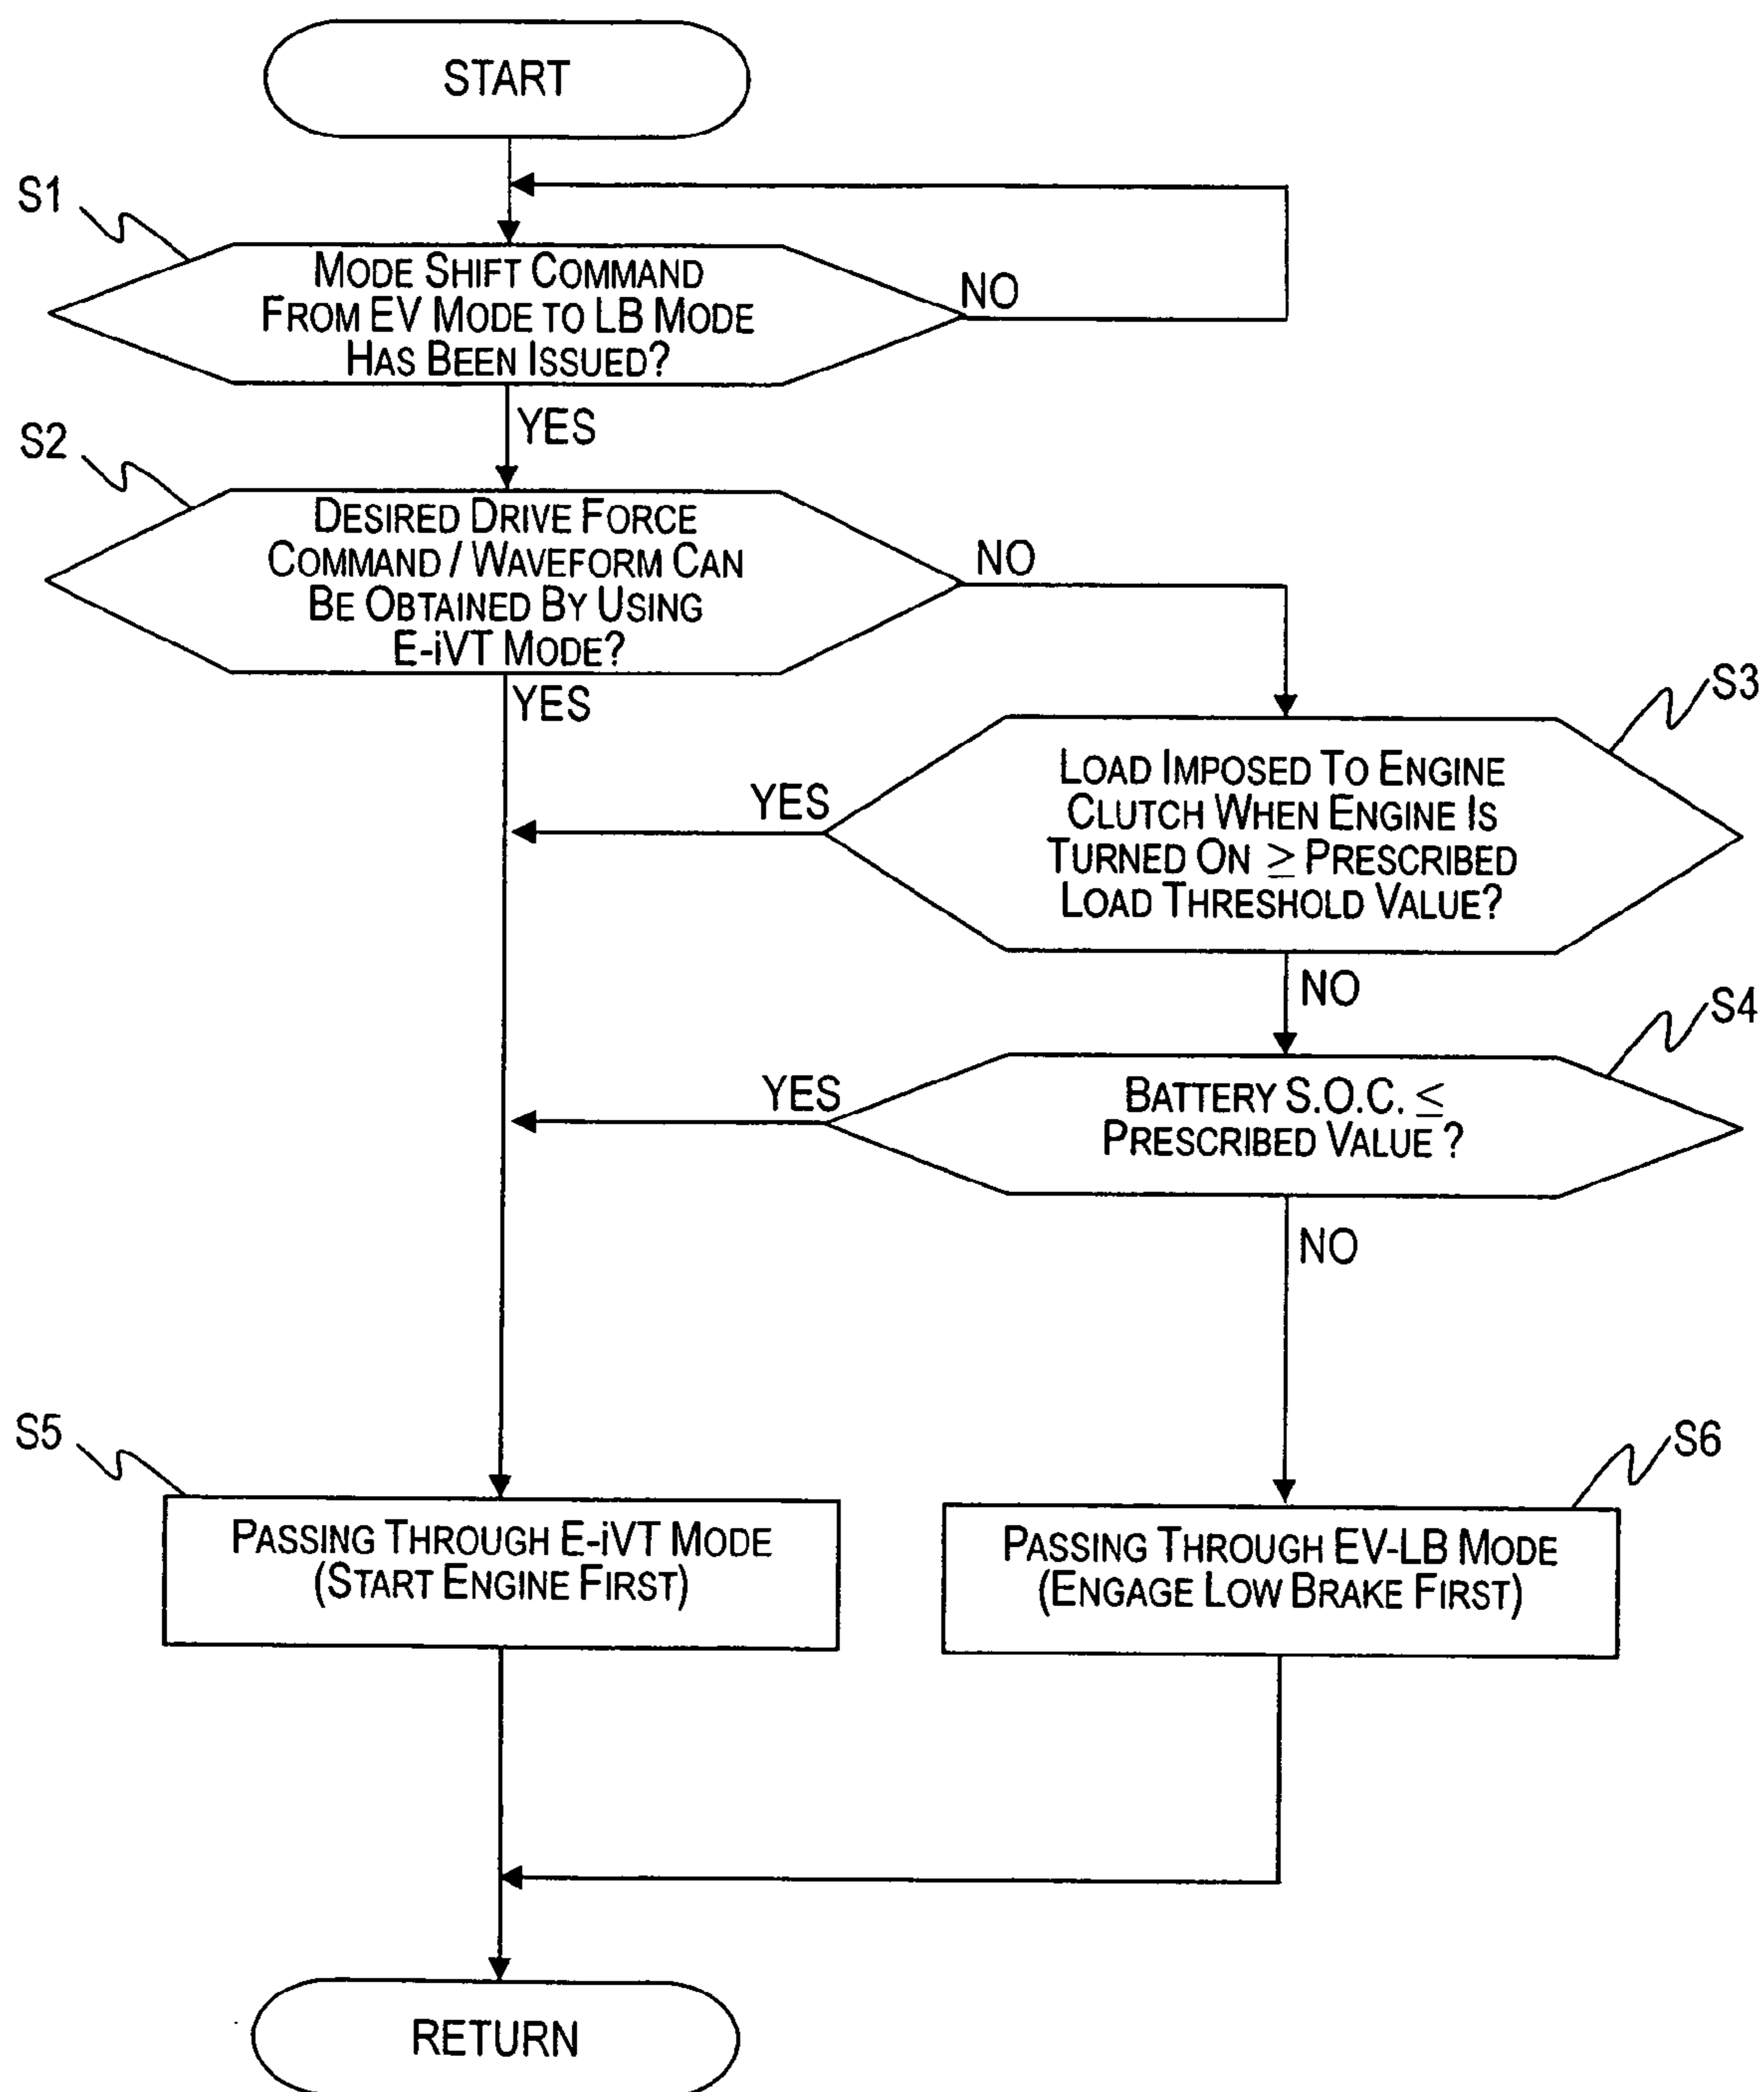 START
S1
MODE SHIFT COMMAND
FROM EV MODE TO LB MODE
HAS BEEN ISSUED?
NO
YES
S2
DESIRED DRIVE FORCE
COMMAND / WAVEFORM CAN
BE OBTAINED BY USING
E-iVT MODE?
NO
YES
S3
LOAD IMPOSED TO ENGINE
CLUTCH WHEN ENGINE IS
TURNED ON ≥ PRESCRIBED
LOAD THRESHOLD VALUE?
YES
NO
S4
BATTERY S.O.C. ≤
PRESCRIBED VALUE ?
YES
NO
S5
PASSING THROUGH E-iVT MODE
(START ENGINE FIRST)
S6
PASSING THROUGH EV-LB MODE
(ENGAGE LOW BRAKE FIRST)
RETURN